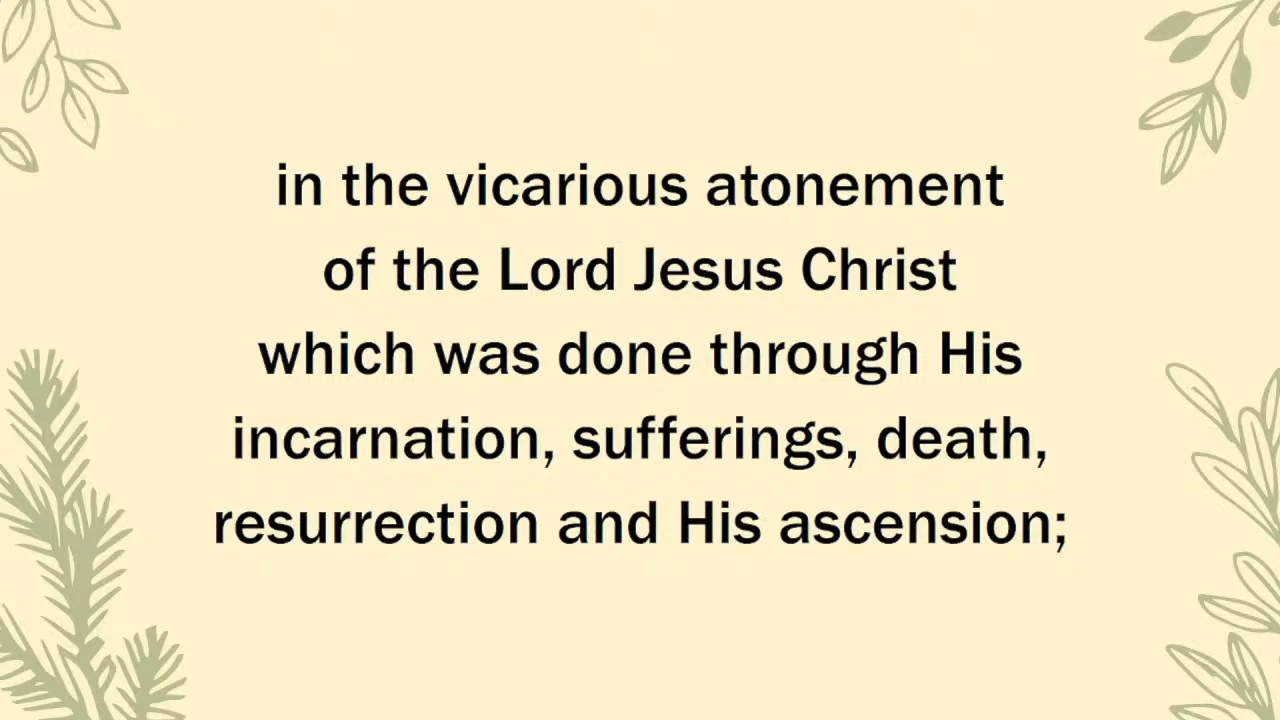 in the vicarious atonement
of the Lord Jesus Christ
which was done through His
incarnation, sufferings, death,
resurrection and His ascension;